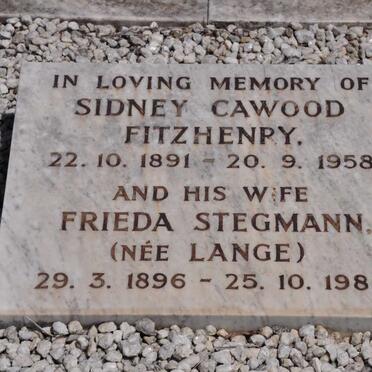 IN LOVING MEMORY OF
SIDNEY CAWOOD
FITZHENRY.
22. 10. 1891 – 20. 9. 1958
AND HIS WIFE
FRIEDA STEGMANN.
(NÉE LANGE)
29. 3. 1896 – 25. 10.